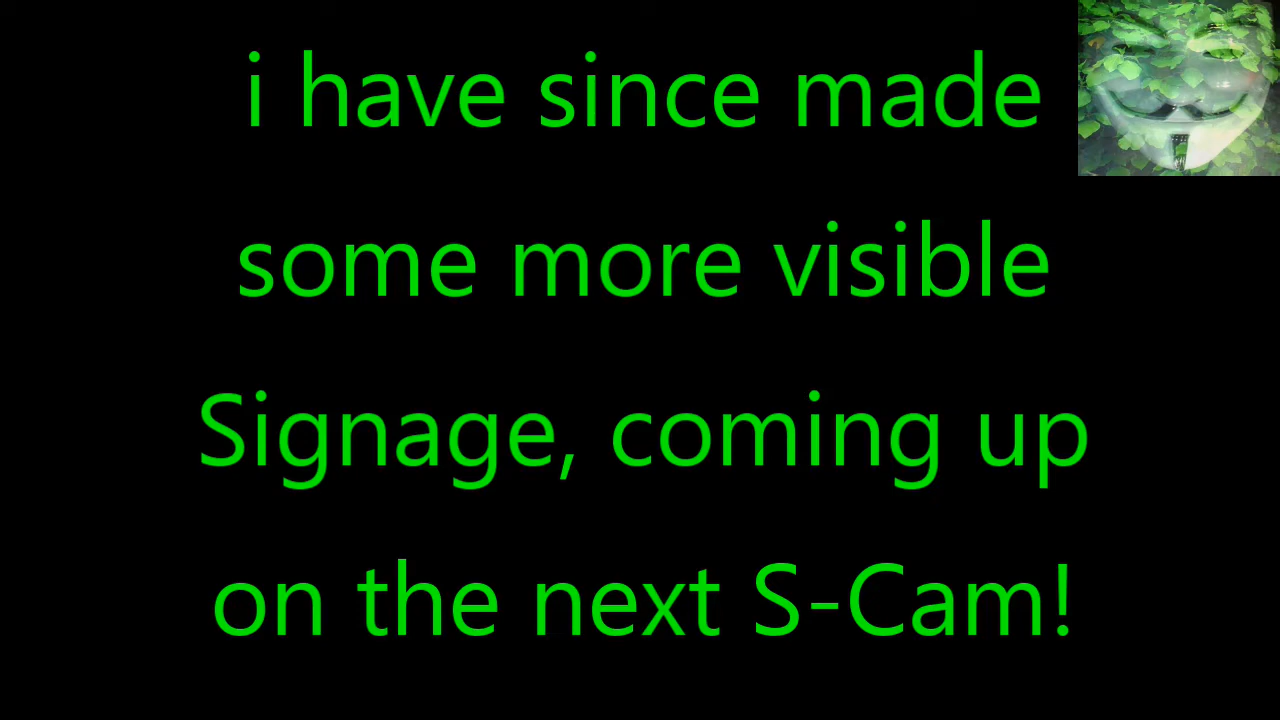 i have since made
some more visible
Signage, coming up
on the next S-Cam!